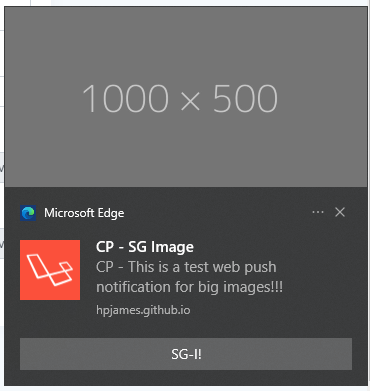 1000 × 500
Microsoft Edge
CP - SG Image
CP - This is a test web push
notification for big images!!!
hpjames.github.io
SG-I!